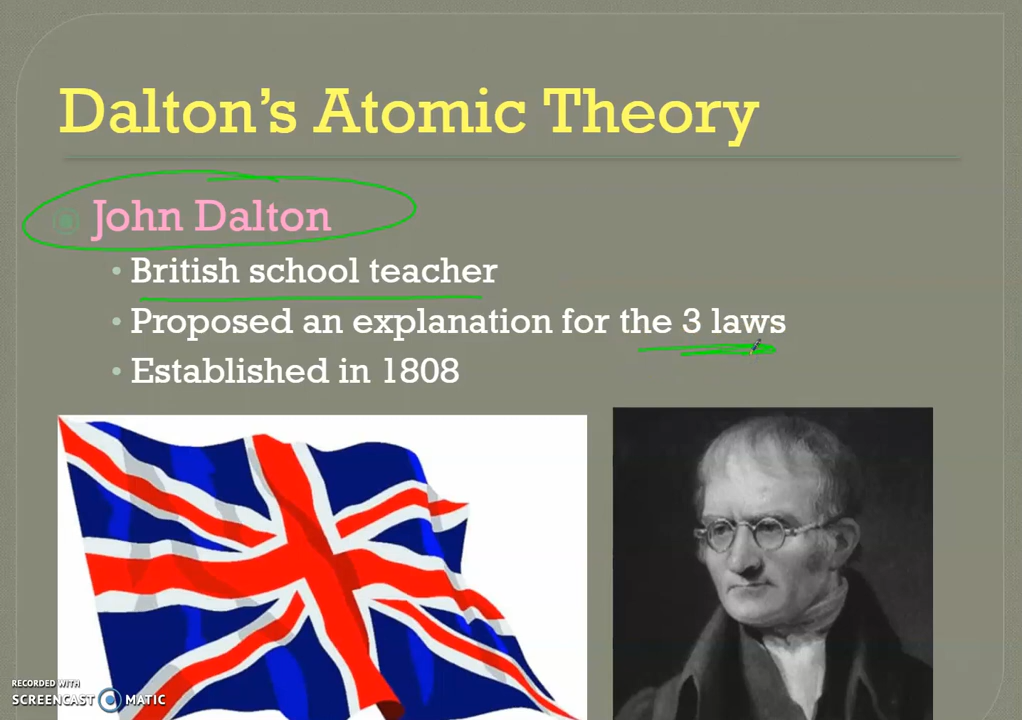 Dalton's Atomic Theory
John Dalton
• British school teacher
• Proposed an explanation for the 3 laws
• Established in 1808
RECORDED WITH
SCREENCAST MATIC